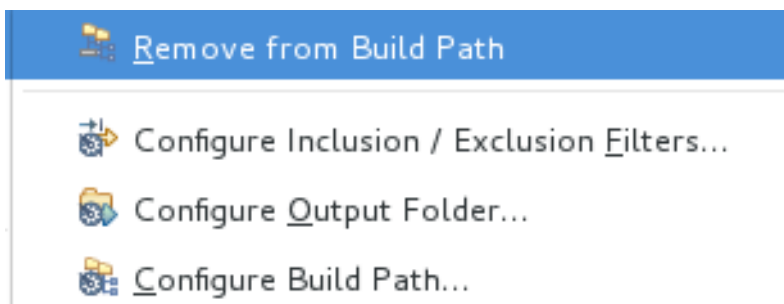 Remove from Build Path
Configure Inclusion / Exclusion Filters...
Configure Output Folder...
Configure Build Path...